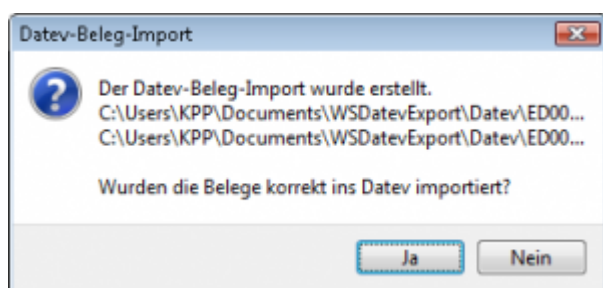 Datev-Beleg-Import
Der Datev-Beleg-Import wurde erstellt.
C:\Users\KPP\Documents\WSDatevExport\Datev\ED00...
C:\Users\KPP\Documents\WSDatevExport\Datev\ED00...
Wurden die Belege korrekt ins Datev importiert?
Ja
Nein